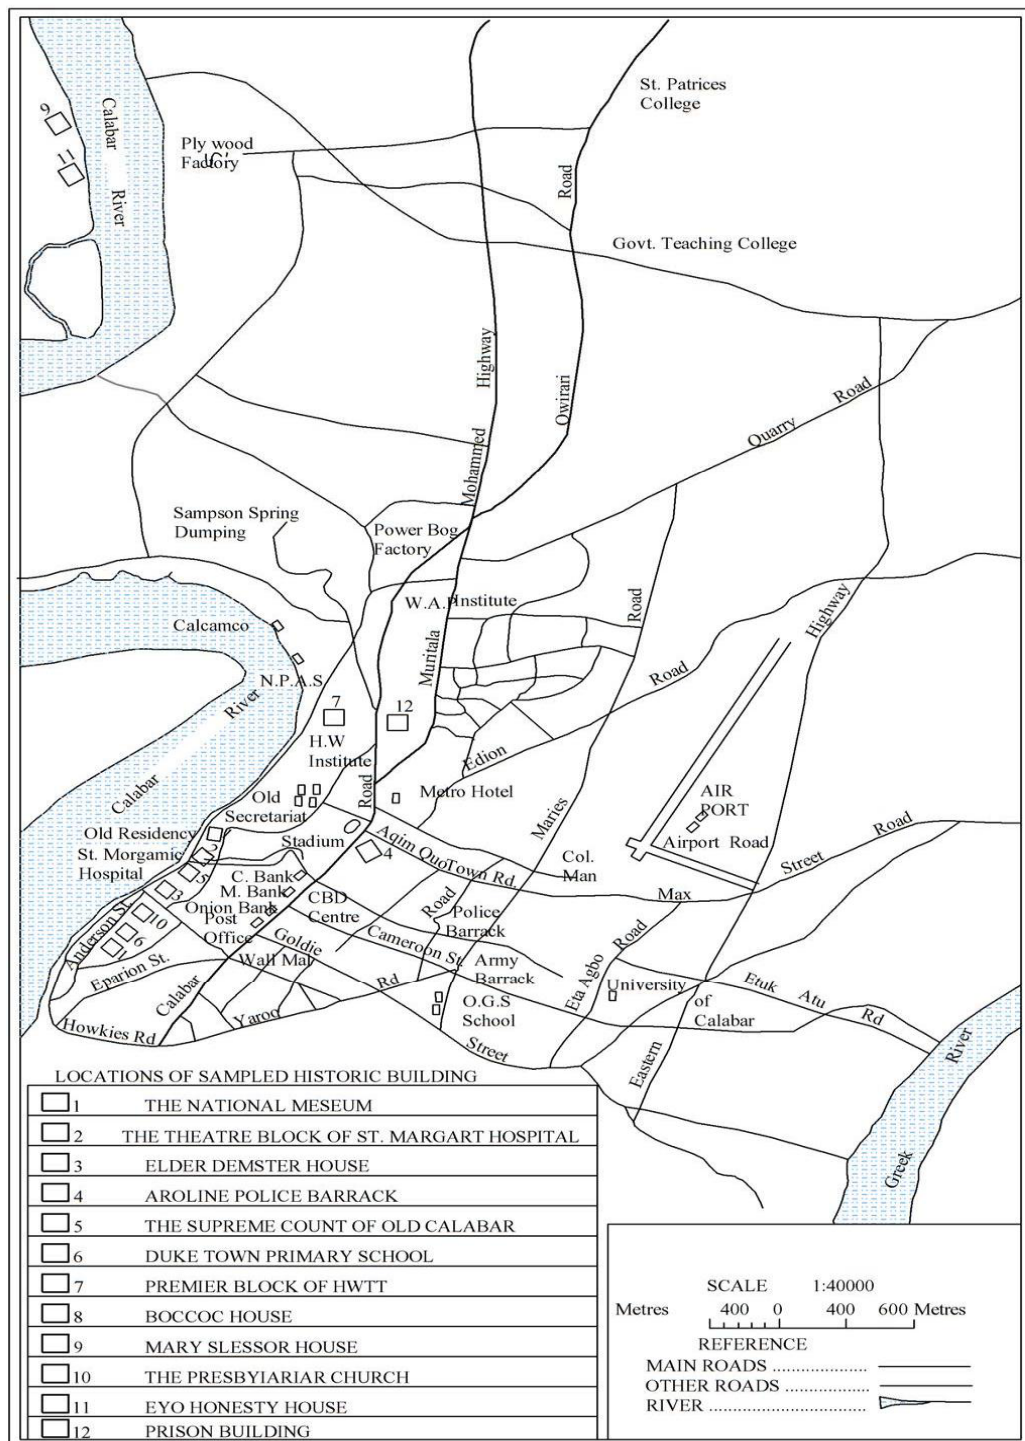 St. Patrices
College
9
Calabar
River
11
Ply wood
Factory
Road
Govt. Teaching College
Highway
Owirari
Quarry
Road
Mohammed
Sampson Spring
Dumping
Power Bog
Factory
W.A.P
Institute
Road
Calcamco
Highway
Muritala
N.P.A.S
Road
River
7
12
H.W
Institute
Edion
Calabar
Road
Metro Hotel
AIR
PORT
Old
Secretariat
Maries
Road
Old Residency
Stadium
Aqim Quo
Town Rd.
Airport Road
2
St. Morgamic
Hospital
4
Col.
Man
Street
5
C. Bank
M. Bank
Max
3
Onion Bank
CBD
Centre
Road
Police
Barrack
Anderson St.
10
Post
Office
Goldie
Cameroon St.
Road
6
1
Wall Mal
Army
Barrack
Eparion St.
Rd
Eta Agbo
University
of
Calabar
Etuk
Atu
Rd
Calabar
O.G.S
School
Yaroo
Howkies Rd
Street
Eastern
River
Greek
LOCATIONS OF SAMPLED HISTORIC BUILDING
1 THE NATIONAL MESEUM
2 THE THEATRE BLOCK OF ST. MARGART HOSPITAL
3 ELDER DEMSTER HOUSE
4 AROLINE POLICE BARRACK
5 THE SUPREME COUNT OF OLD CALABAR
6 DUKE TOWN PRIMARY SCHOOL
7 PREMIER BLOCK OF HWTT
8 BOCCOC HOUSE
9 MARY SLESSOR HOUSE
10 THE PRESBYIARIAR CHURCH
11 EYO HONESTY HOUSE
12 PRISON BUILDING
SCALE 1:40000
Metres 400 0 400 600 Metres
REFERENCE
MAIN ROADS ....................
OTHER ROADS .................
RIVER ................................